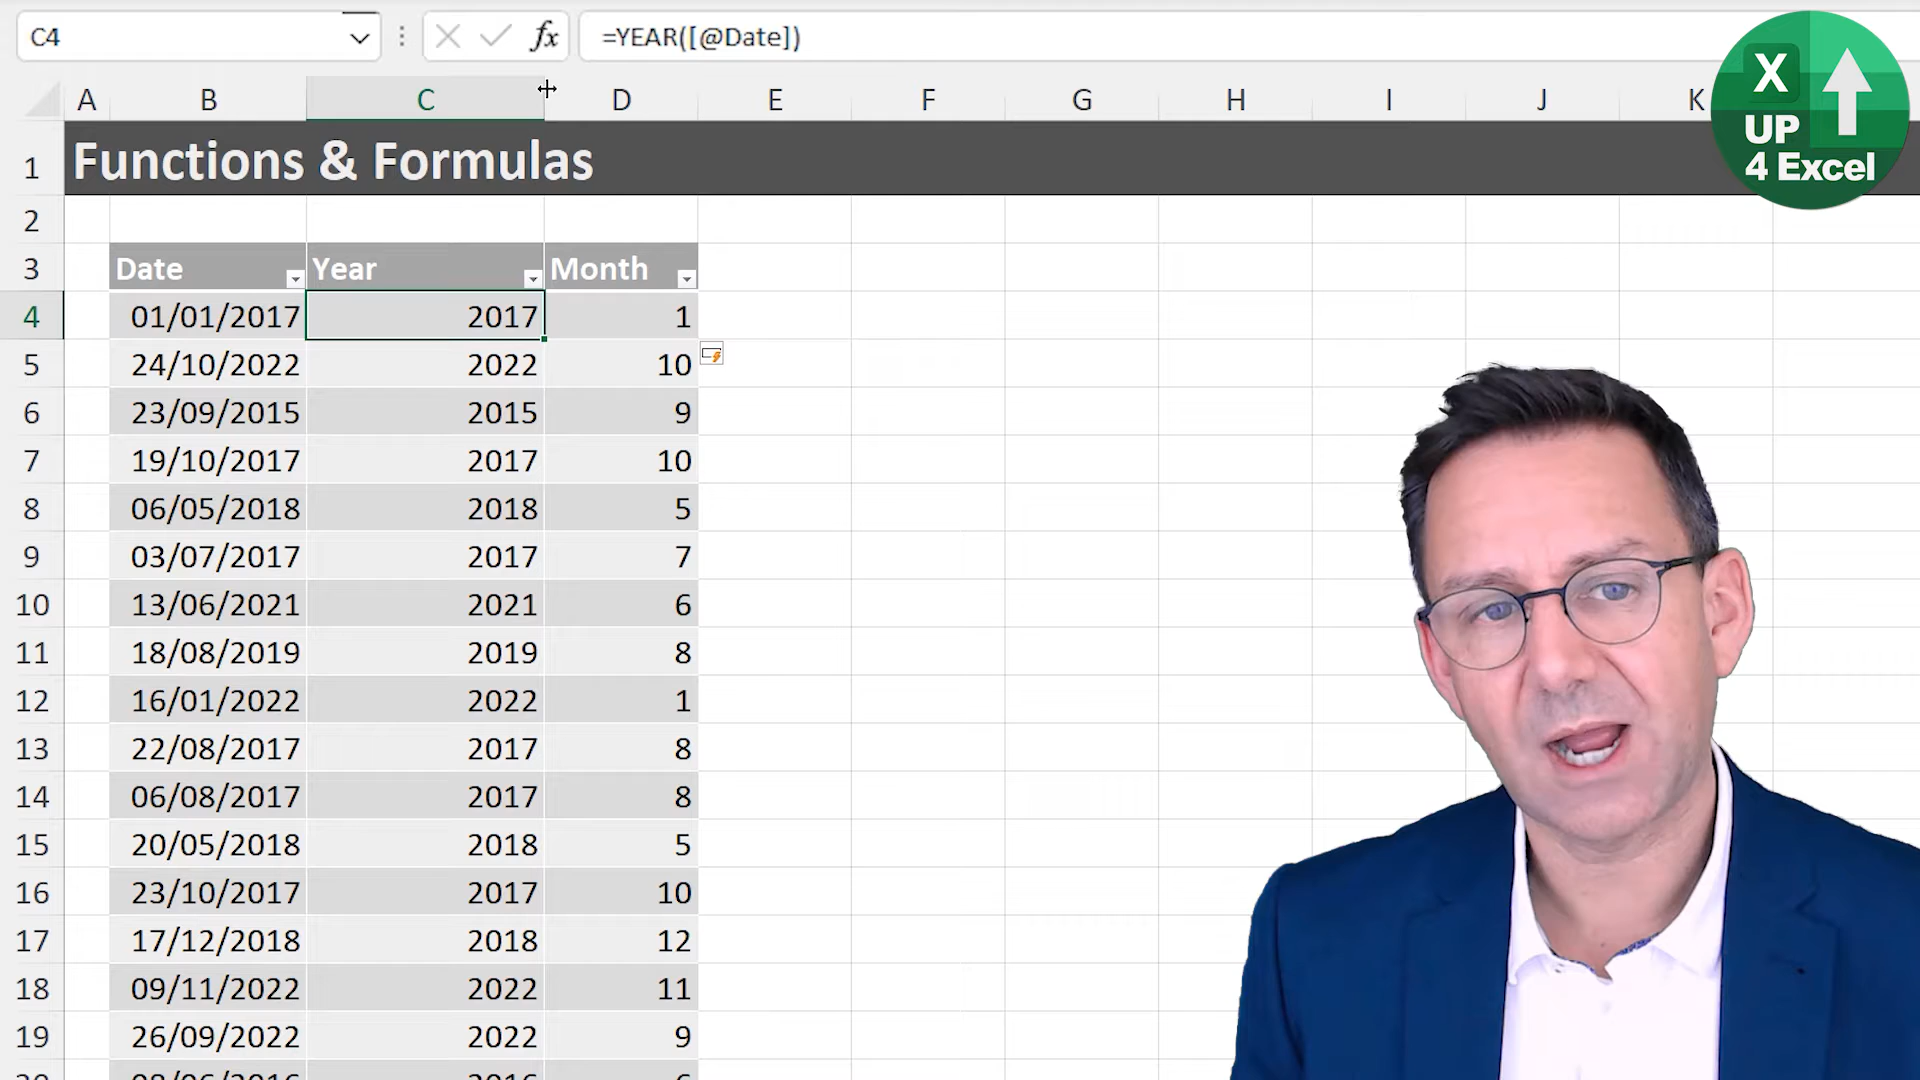 C4 fx =YEAR([@Date])
A B C D E F G H I J K
X
UP
4 Excel
1 Functions & Formulas
2
3 Date Year Month
4 01/01/2017 2017 1
5 24/10/2022 2022 10
6 23/09/2015 2015 9
7 19/10/2017 2017 10
8 06/05/2018 2018 5
9 03/07/2017 2017 7
10 13/06/2021 2021 6
11 18/08/2019 2019 8
12 16/01/2022 2022 1
13 22/08/2017 2017 8
14 06/08/2017 2017 8
15 20/05/2018 2018 5
16 23/10/2017 2017 10
17 17/12/2018 2018 12
18 09/11/2022 2022 11
19 26/09/2022 2022 9